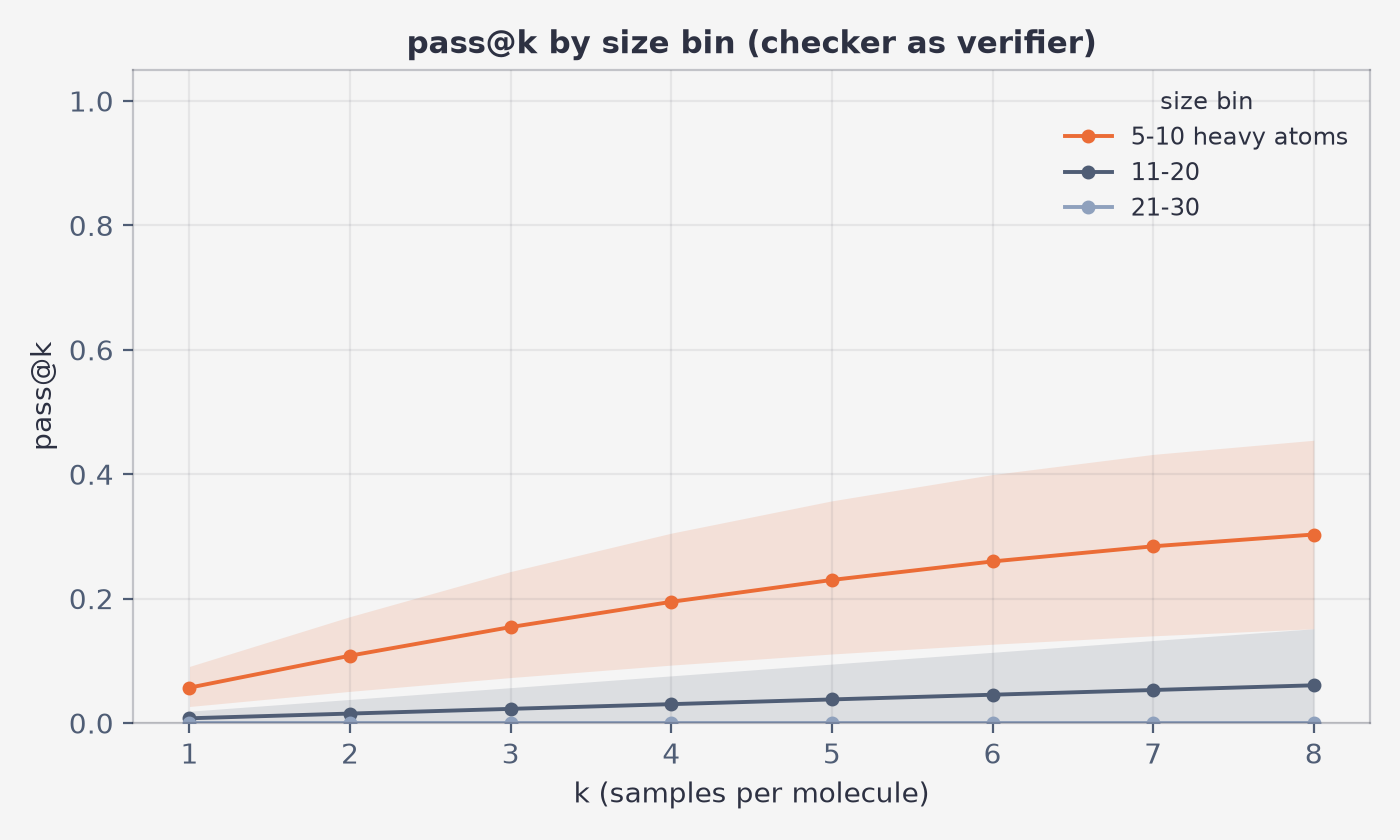 pass@k by size bin (checker as verifier)
size bin
5-10 heavy atoms
11-20
21-30
pass@k
1.0
0.8
0.6
0.4
0.2
0.0
1 2 3 4 5 6 7 8
k (samples per molecule)